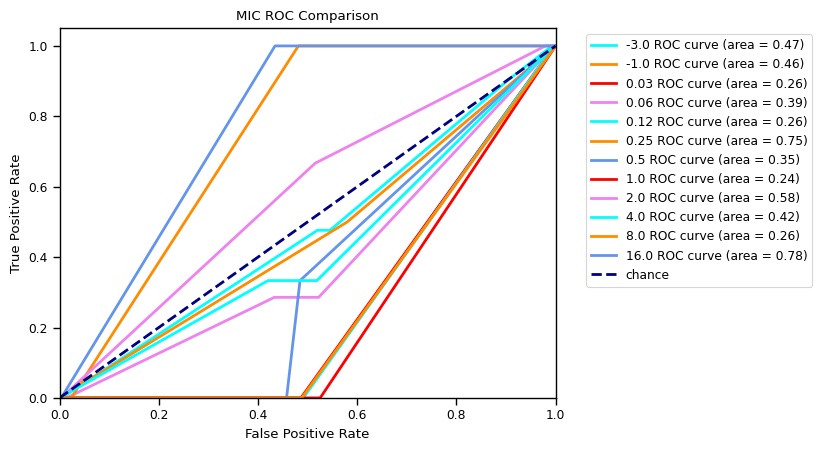 MIC ROC Comparison
True Positive Rate
1.0
0.8
0.6
0.4
0.2
0.0
0.0 0.2 0.4 0.6 0.8 1.0
False Positive Rate
-3.0 ROC curve (area = 0.47)
-1.0 ROC curve (area = 0.46)
0.03 ROC curve (area = 0.26)
0.06 ROC curve (area = 0.39)
0.12 ROC curve (area = 0.26)
0.25 ROC curve (area = 0.75)
0.5 ROC curve (area = 0.35)
1.0 ROC curve (area = 0.24)
2.0 ROC curve (area = 0.58)
4.0 ROC curve (area = 0.42)
8.0 ROC curve (area = 0.26)
16.0 ROC curve (area = 0.78)
chance